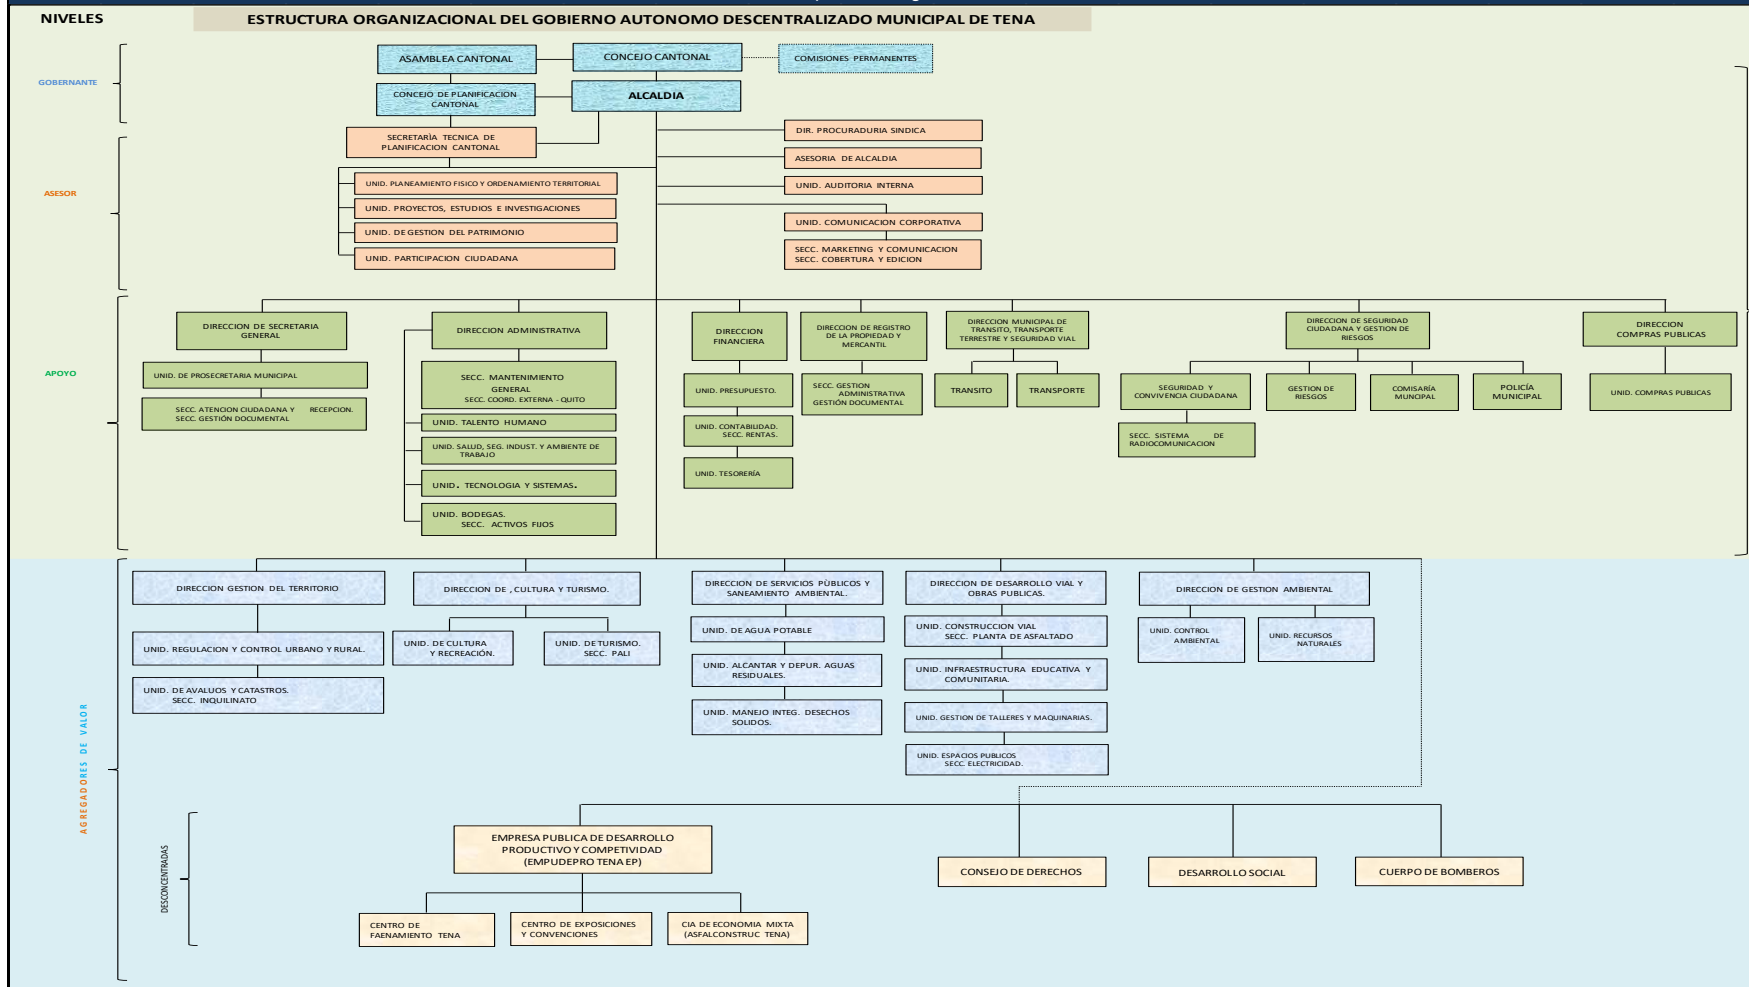 NIVELES
ESTRUCTURA ORGANIZACIONAL DEL GOBIERNO AUTONOMO DESCENTRALIZADO MUNICIPAL DE TENA
GOBERNANTE
ASAMBLEA CANTONAL
CONCEJO CANTONAL
COMISIONES PERMANENTES
CONCEJO DE PLANIFICACION
CANTONAL
ALCALDIA
ASESOR
SECRETARÌA TECNICA DE
PLANIFICACION CANTONAL
DIR. PROCURADURIA SINDICA
ASESORIA DE ALCALDIA
UNID. PLANEAMIENTO FISICO Y ORDENAMIENTO TERRITORIAL
UNID. AUDITORIA INTERNA
UNID. PROYECTOS, ESTUDIOS E INVESTIGACIONES
UNID. COMUNICACION CORPORATIVA
UNID. DE GESTION DEL PATRIMONIO
SECC. MARKETING Y COMUNICACION
SECC. COBERTURA Y EDICION
UNID. PARTICIPACION CIUDADANA
APOYO
DIRECCION DE SECRETARIA
GENERAL
UNID. DE PROSECRETARIA MUNICIPAL
SECC. ATENCION CIUDADANA Y RECEPCION.
SECC. GESTIÓN DOCUMENTAL
DIRECCION ADMINISTRATIVA
SECC. MANTENIMIENTO
GENERAL
SECC. COORD. EXTERNA - QUITO
UNID. TALENTO HUMANO
UNID. SALUD, SEG. INDUST. Y AMBIENTE DE
TRABAJO
UNID. TECNOLOGIA Y SISTEMAS.
UNID. BODEGAS.
SECC. ACTIVOS FIJOS
DIRECCION
FINANCIERA
UNID. PRESUPUESTO.
UNID. CONTABILIDAD.
SECC. RENTAS.
UNID. TESORERÍA
DIRECCION DE REGISTRO
DE LA PROPIEDAD Y
MERCANTIL
SECC. GESTION
ADMINISTRATIVA
GESTIÓN DOCUMENTAL
DIRECCION MUNICIPAL DE
TRANSITO, TRANSPORTE
TERRESTRE Y SEGURIDAD VIAL
TRANSITO
TRANSPORTE
DIRECCION DE SEGURIDAD
CIUDADANA Y GESTION DE
RIESGOS
SEGURIDAD Y
CONVIVENCIA CIUDADANA
SECC. SISTEMA DE
RADIOCOMUNICACION
GESTION DE
RIESGOS
COMISARÍA
MUNCIPAL
POLICÍA
MUNICIPAL
DIRECCION
COMPRAS PUBLICAS
UNID. COMPRAS PUBLICAS
AGREGADORES DE VALOR
DIRECCION GESTION DEL TERRITORIO
UNID. REGULACION Y CONTROL URBANO Y RURAL.
UNID. DE AVALUOS Y CATASTROS.
SECC. INQUILINATO
DIRECCION DE , CULTURA Y TURISMO.
UNID. DE CULTURA
Y RECREACIÓN.
UNID. DE TURISMO.
SECC. PALI
DIRECCION DE SERVICIOS PÙBLICOS Y
SANEAMIENTO AMBIENTAL.
UNID. DE AGUA POTABLE
UNID. ALCANTAR Y DEPUR. AGUAS
RESIDUALES.
UNID. MANEJO INTEG. DESECHOS
SOLIDOS.
DIRECCION DE DESARROLLO VIAL Y
OBRAS PUBLICAS.
UNID. CONSTRUCCION VIAL
SECC. PLANTA DE ASFALTADO
UNID. INFRAESTRUCTURA EDUCATIVA Y
COMUNITARIA.
UNID. GESTION DE TALLERES Y MAQUINARIAS.
UNID. ESPACIOS PUBLICOS
SECC. ELECTRICIDAD.
DIRECCION DE GESTION AMBIENTAL
UNID. CONTROL
AMBIENTAL
UNID. RECURSOS
NATURALES
DESCONCENTRADAS
EMPRESA PUBLICA DE DESARROLLO
PRODUCTIVO Y COMPETIVIDAD
(EMPUDEPRO TENA EP)
CONSEJO DE DERECHOS
DESARROLLO SOCIAL
CUERPO DE BOMBEROS
CENTRO DE
FAENAMIENTO TENA
CENTRO DE EXPOSICIONES
Y CONVENCIONES
CIA DE ECONOMIA MIXTA
(ASFALCONSTRUC TENA)